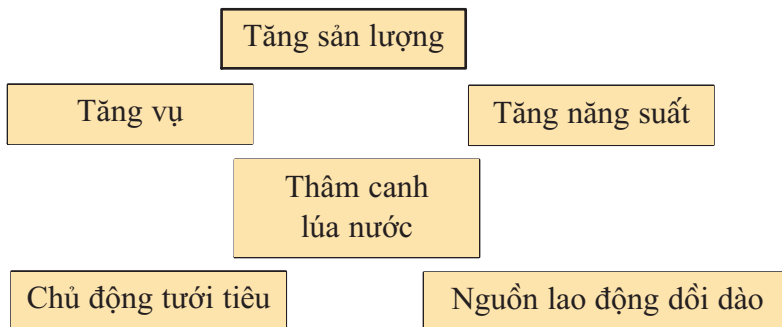 Tăng sản lượng
Tăng vụ
Tăng năng suất
Thâm canh
lúa nước
Chủ động tưới tiêu
Nguồn lao động dồi dào